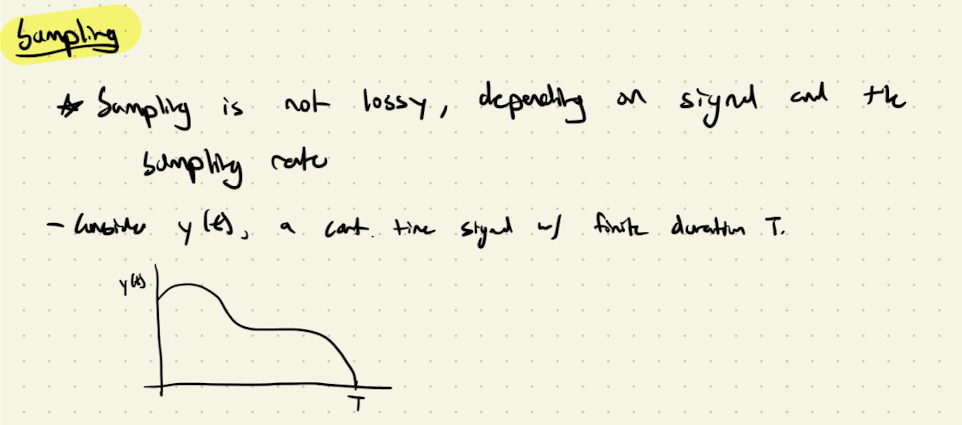 Sampling
☆ Sampling is not lossy, depending on signal and the
sampling rate
- Consider y(t), a cont. time signal w/ finite duration T.
y(t)
T